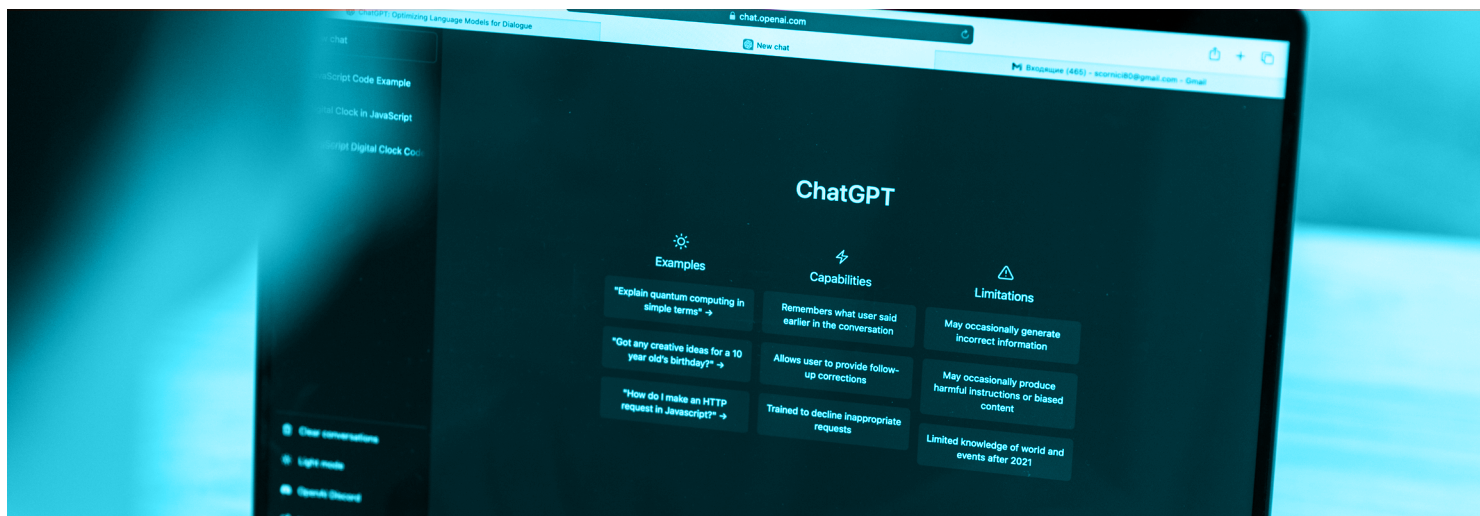 ChatGPT: Optimizing Language Models for Dialogue
chat.openai.com
New chat
Входящие (465) - scornici80@gmail.com - Gmail
chat
Script Code Example
Clock in JavaScript
Digital Clock Code
ChatGPT
Examples
"Explain quantum computing in
simple terms" →
"Got any creative ideas for a 10
year old's birthday?" →
"How do I make an HTTP
request in Javascript?" →
Capabilities
Remembers what user said
earlier in the conversation
Allows user to provide follow-
up corrections
Trained to decline inappropriate
requests
Limitations
May occasionally generate
incorrect information
May occasionally produce
harmful instructions or biased
content
Limited knowledge of world and
events after 2021
Clear conversations
Light mode
OpenAI Discord